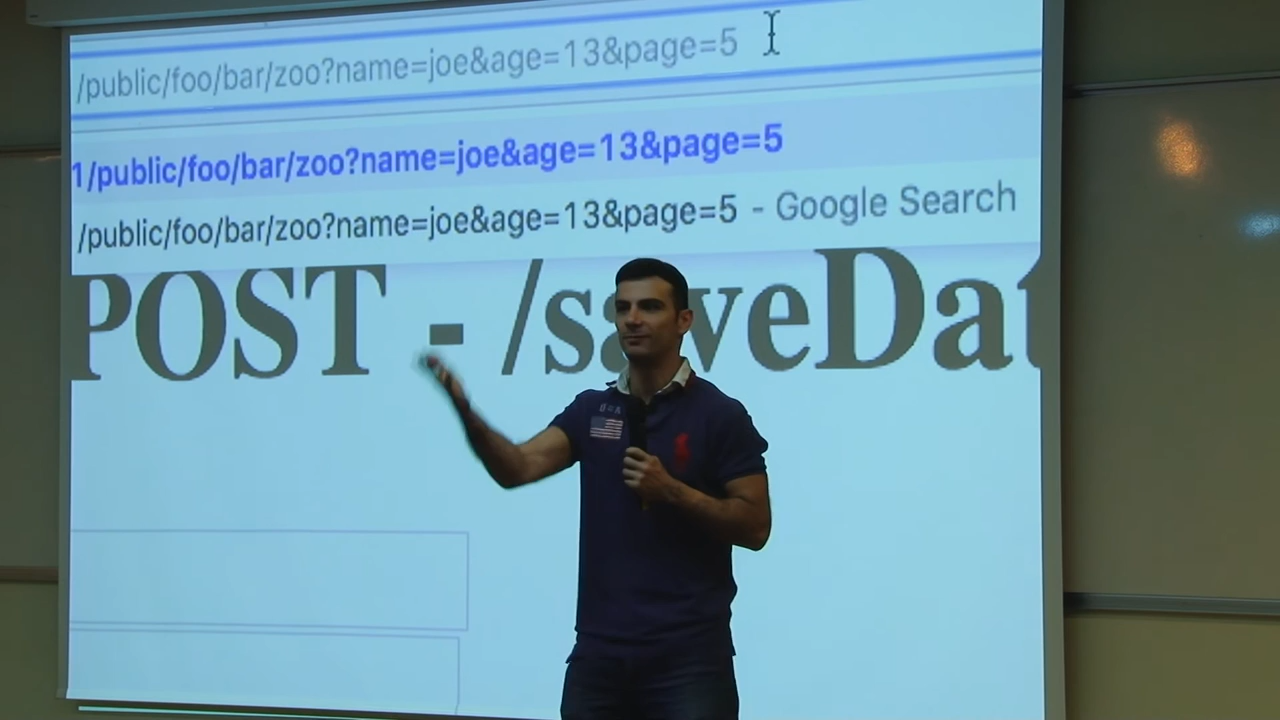 /public/foo/bar/zoo?name=joe&age=13&page=5
1/public/foo/bar/zoo?name=joe&age=13&page=5
/public/foo/bar/zoo?name=joe&age=13&page=5 - Google Search
POST - /saveDat
USA